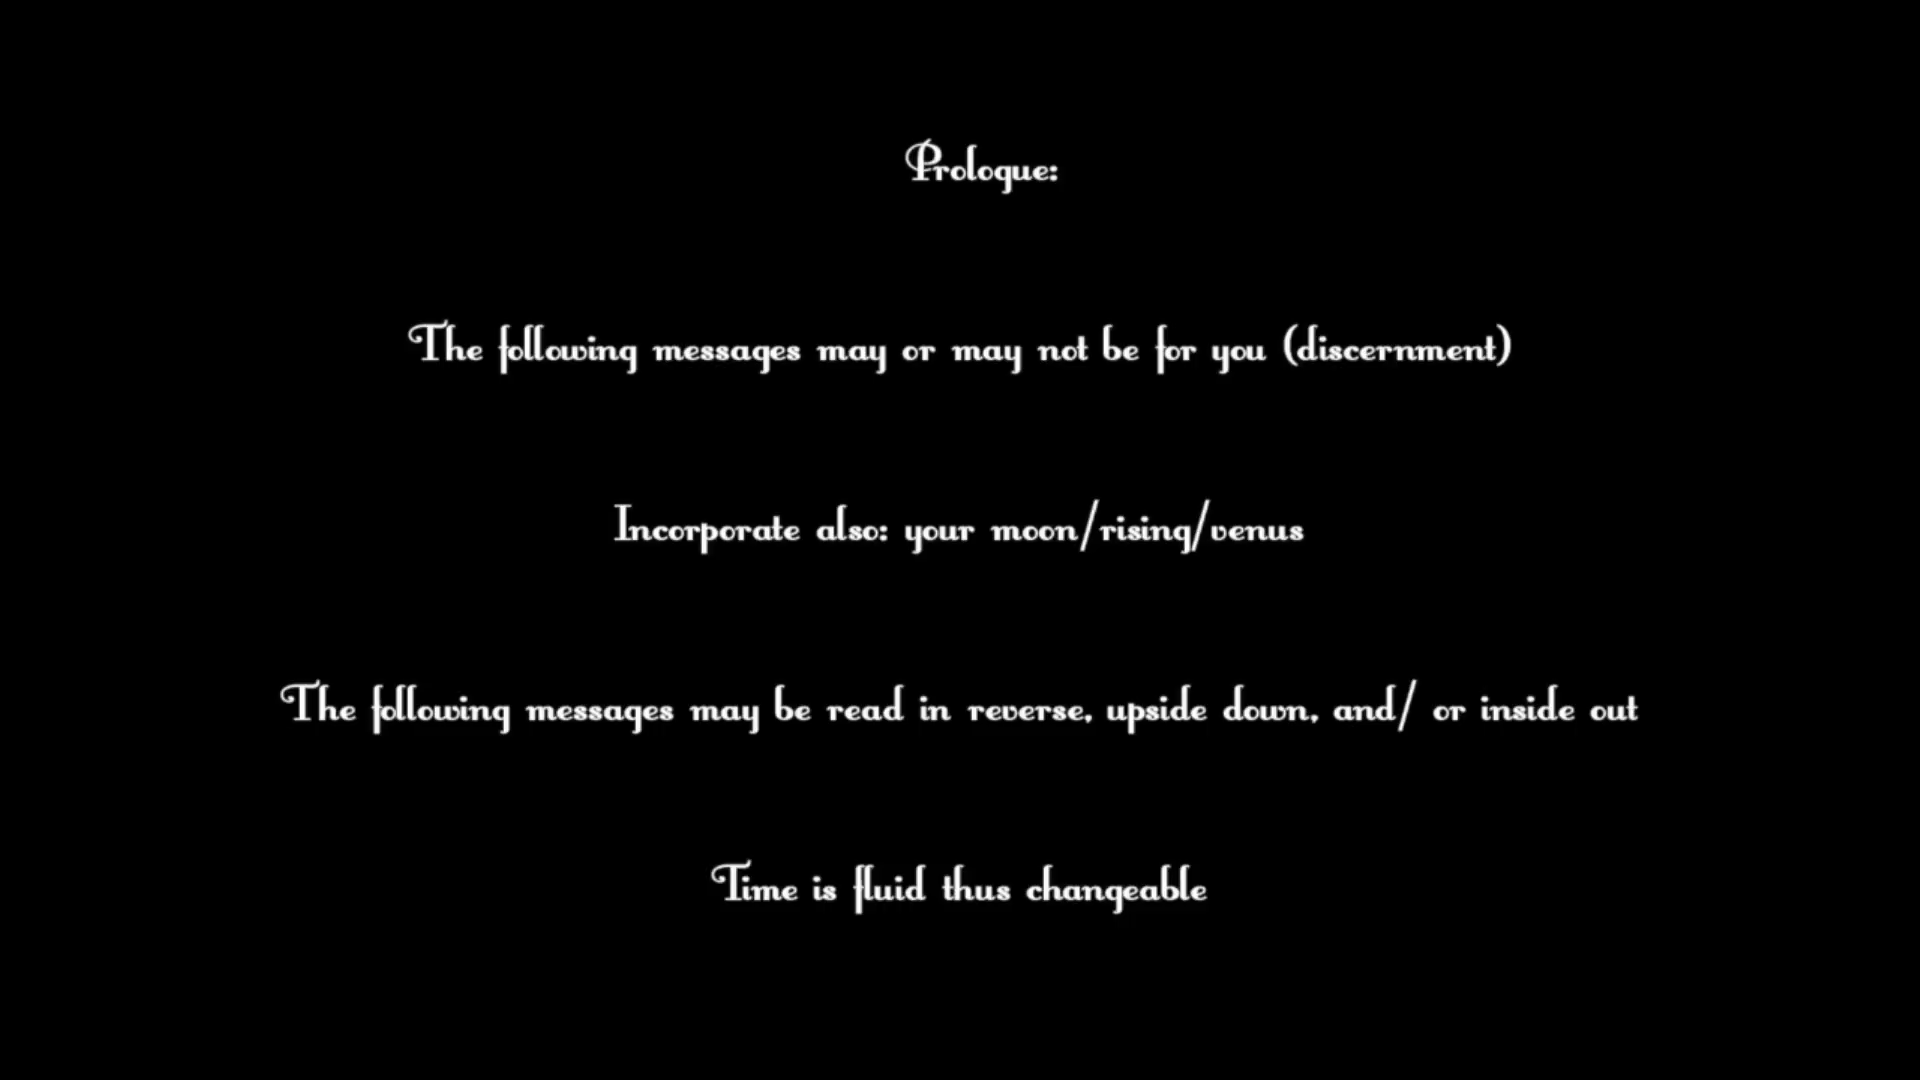 Prologue:
The following messages may or may not be for you (discernment)
Incorporate also: your moon/rising/venus
The following messages may be read in reverse, upside down, and/ or inside out
Time is fluid thus changeable